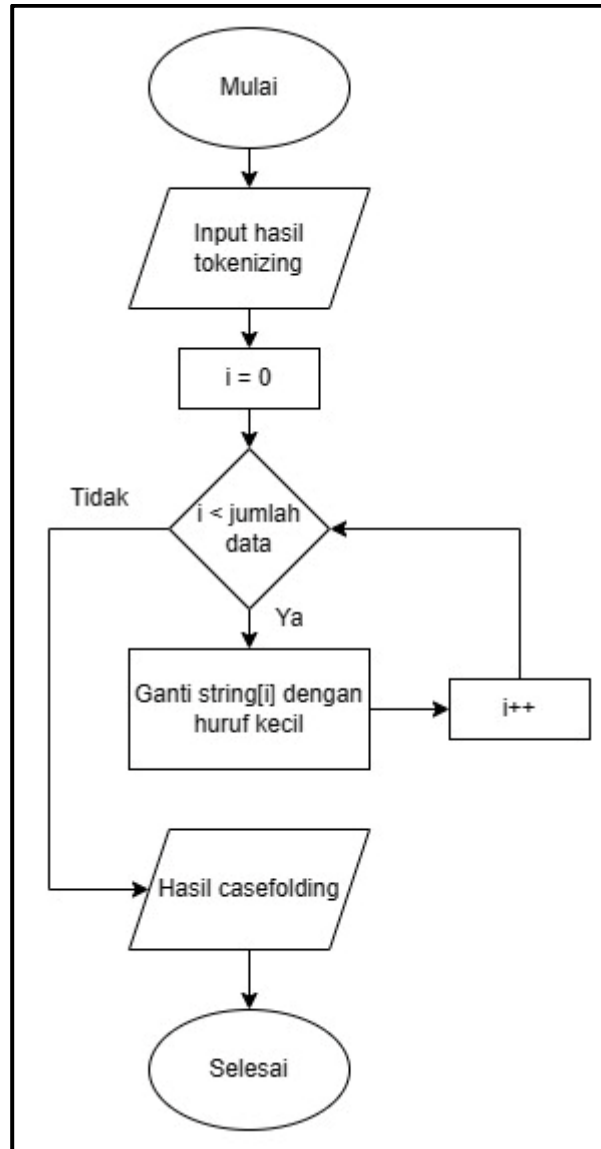 Mulai
Input hasil
tokenizing
i = 0
Tidak
i < jumlah
data
Ya
Ganti string[i] dengan
huruf kecil
i++
Hasil casefolding
Selesai